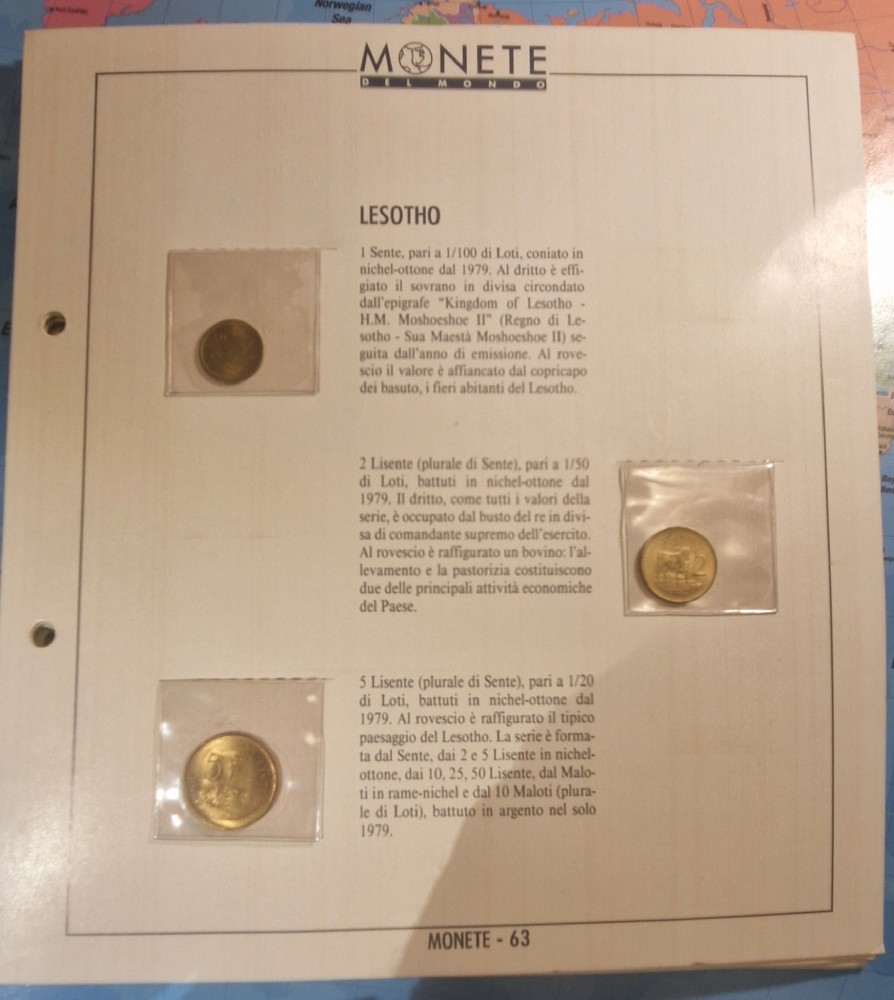 Norwegian
Sea
MONETE
DEL MONDO
LESOTHO
1 Sente, pari a 1/100 di Loti, coniato in
nichel-ottone dal 1979. Al dritto è effi-
giato il sovrano in divisa circondato
dall'epigrafe “Kingdom of Lesotho -
H.M. Moshoeshoe II” (Regno di Le-
sotho - Sua Maestà Moshoeshoe II) se-
guita dall'anno di emissione. Al rove-
scio il valore è affiancato dal copricapo
dei basuto, i fieri abitanti del Lesotho.
2 Lisente (plurale di Sente), pari a 1/50
di Loti, battuti in nichel-ottone dal
1979. Il dritto, come tutti i valori della
serie, è occupato dal busto del re in divi-
sa di comandante supremo dell'esercito.
Al rovescio è raffigurato un bovino: l'al-
levamento e la pastorizia costituiscono
due delle principali attività economiche
del Paese.
2
5 Lisente (plurale di Sente), pari a 1/20
di Loti, battuti in nichel-ottone dal
1979. Al rovescio è raffigurato il tipico
paesaggio del Lesotho. La serie è forma-
ta dal Sente, dai 2 e 5 Lisente in nichel-
ottone, dai 10, 25, 50 Lisente, dal Malo-
ti in rame-nichel e dal 10 Maloti (plura-
le di Loti), battuto in argento nel solo
1979.
5
MONETE - 63